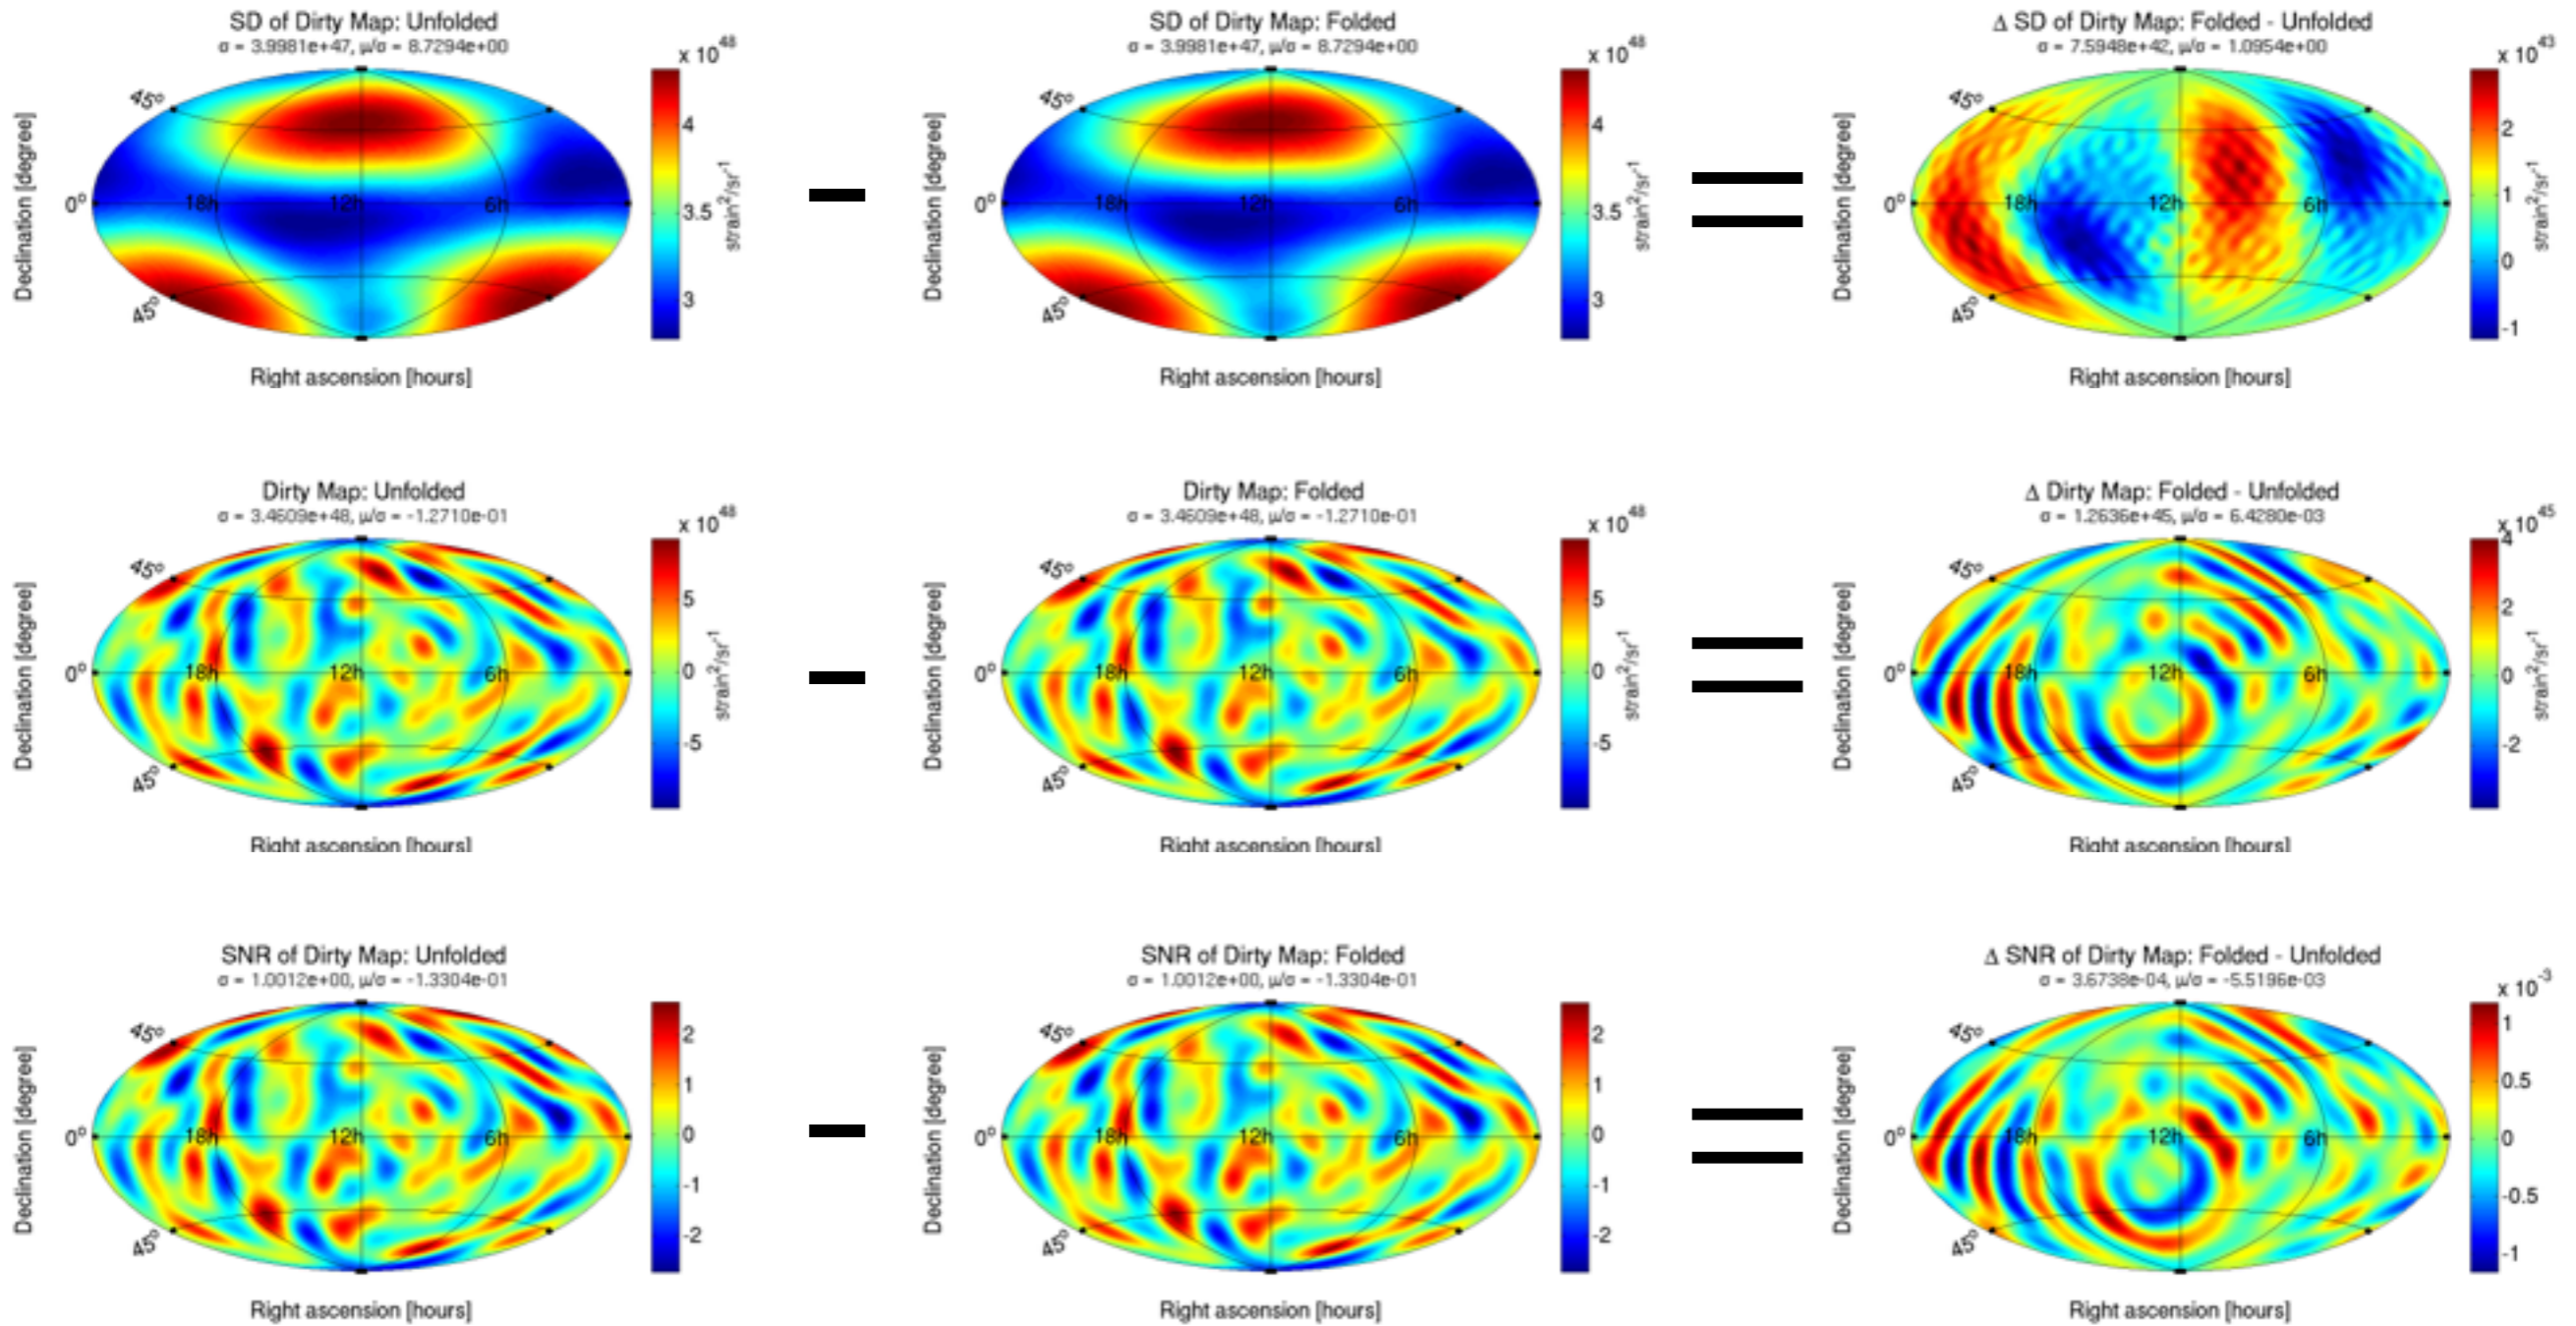 SD of Dirty Map: Unfolded
σ = 3.9981e+47, μ/σ = 8.7294e+00
x 10^48
45°
0°
45°
18h
12h
6h
4
3.5
3
strain^2/sr^-1
Declination [degree]
Right ascension [hours]
SD of Dirty Map: Folded
σ = 3.9981e+47, μ/σ = 8.7294e+00
x 10^48
45°
0°
45°
18h
12h
6h
4
3.5
3
strain^2/sr^-1
Declination [degree]
Right ascension [hours]
Δ SD of Dirty Map: Folded - Unfolded
σ = 7.5948e+42, μ/σ = 1.0954e+00
x 10^43
45°
0°
45°
18h
12h
6h
2
1
0
-1
strain^2/sr^-1
Declination [degree]
Right ascension [hours]
Dirty Map: Unfolded
σ = 3.4609e+48, μ/σ = -1.2710e-01
x 10^48
45°
0°
45°
18h
12h
6h
5
0
-5
strain^2/sr^-1
Declination [degree]
Right ascension [hours]
Dirty Map: Folded
σ = 3.4609e+48, μ/σ = -1.2710e-01
x 10^48
45°
0°
45°
18h
12h
6h
5
0
-5
strain^2/sr^-1
Declination [degree]
Right ascension [hours]
Δ Dirty Map: Folded - Unfolded
σ = 1.2636e+45, μ/σ = 6.4280e-03
x 10^45
45°
0°
45°
18h
12h
6h
4
2
0
-2
strain^2/sr^-1
Declination [degree]
Right ascension [hours]
SNR of Dirty Map: Unfolded
σ = 1.0012e+00, μ/σ = -1.3304e-01
45°
0°
45°
18h
12h
6h
2
1
0
-1
-2
Declination [degree]
Right ascension [hours]
SNR of Dirty Map: Folded
σ = 1.0012e+00, μ/σ = -1.3304e-01
45°
0°
45°
18h
12h
6h
2
1
0
-1
-2
Declination [degree]
Right ascension [hours]
Δ SNR of Dirty Map: Folded - Unfolded
σ = 3.6738e-04, μ/σ = -5.5196e-03
x 10^-3
45°
0°
45°
18h
12h
6h
1
0.5
0
-0.5
-1
Declination [degree]
Right ascension [hours]